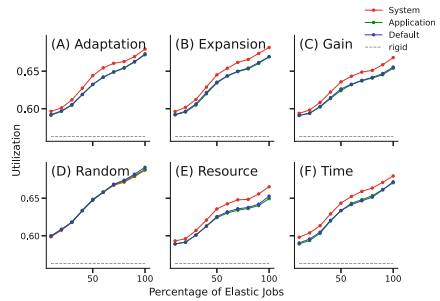 System
Application
Default
rigid
(A) Adaptation
(B) Expansion
(C) Gain
0,65
0,60
Utilization
(D) Random
(E) Resource
(F) Time
0,65
0,60
50
100
50
100
50
100
Percentage of Elastic Jobs